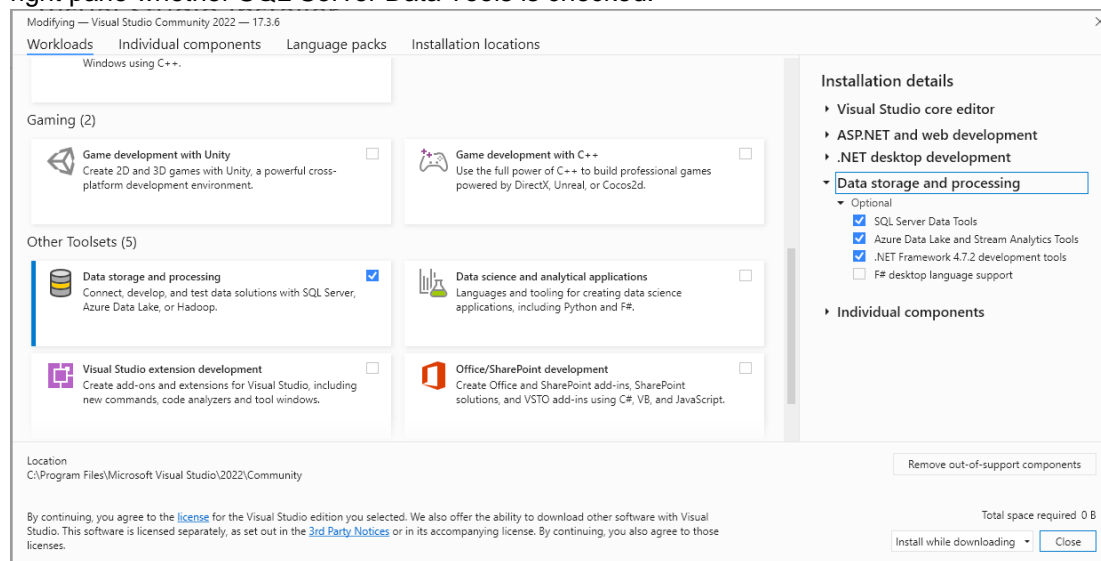 right pane whether SQL Server Data Tools is checked.
Modifying — Visual Studio Community 2022 — 17.3.6
Workloads Individual components Language packs Installation locations
Windows using C++.
Gaming (2)
Game development with Unity
Create 2D and 3D games with Unity, a powerful cross-
platform development environment.
Game development with C++
Use the full power of C++ to build professional games
powered by DirectX, Unreal, or Cocos2d.
Other Toolsets (5)
Data storage and processing
Connect, develop, and test data solutions with SQL Server,
Azure Data Lake, or Hadoop.
Data science and analytical applications
Languages and tooling for creating data science
applications, including Python and F#.
Visual Studio extension development
Create add-ons and extensions for Visual Studio, including
new commands, code analyzers and tool windows.
Office/SharePoint development
Create Office and SharePoint add-ins, SharePoint
solutions, and VSTO add-ins using C#, VB, and JavaScript.
Installation details
Visual Studio core editor
ASP.NET and web development
.NET desktop development
Data storage and processing
Optional
SQL Server Data Tools
Azure Data Lake and Stream Analytics Tools
.NET Framework 4.7.2 development tools
F# desktop language support
Individual components
Location
C:\Program Files\Microsoft Visual Studio\2022\Community
Remove out-of-support components
By continuing, you agree to the license for the Visual Studio edition you selected. We also offer the ability to download other software with Visual
Studio. This software is licensed separately, as set out in the 3rd Party Notices or in its accompanying license. By continuing, you also agree to those
licenses.
Total space required 0 B
Install while downloading
Close